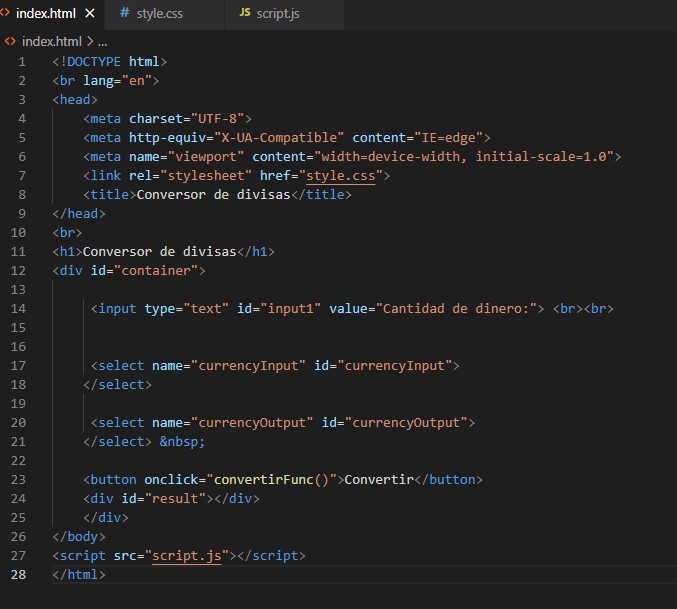 index.html × # style.css JS script.js
index.html > ...
1 <!DOCTYPE html>
2 <br lang="en">
3 <head>
4     <meta charset="UTF-8">
5     <meta http-equiv="X-UA-Compatible" content="IE=edge">
6     <meta name="viewport" content="width=device-width, initial-scale=1.0">
7     <link rel="stylesheet" href="style.css">
8     <title>Conversor de divisas</title>
9 </head>
10 <br>
11 <h1>Conversor de divisas</h1>
12 <div id="container">
13
14      <input type="text" id="input1" value="Cantidad de dinero:"> <br><br>
15
16
17      <select name="currencyInput" id="currencyInput">
18     </select>
19
20      <select name="currencyOutput" id="currencyOutput">
21     </select> &nbsp;
22
23     <button onclick="convertirFunc()">Convertir</button>
24     <div id="result"></div>
25     </div>
26 </body>
27 <script src="script.js"></script>
28 </html>